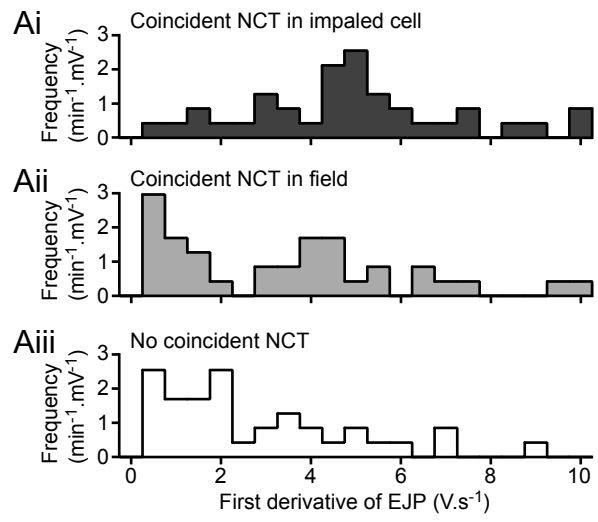 Ai
Coincident NCT in impaled cell
Frequency
(min⁻¹.mV⁻¹)
3
2
1
0
Aii
Coincident NCT in field
Frequency
(min⁻¹.mV⁻¹)
3
2
1
0
Aiii
No coincident NCT
Frequency
(min⁻¹.mV⁻¹)
3
2
1
0
0 2 4 6 8 10
First derivative of EJP (V.s⁻¹)